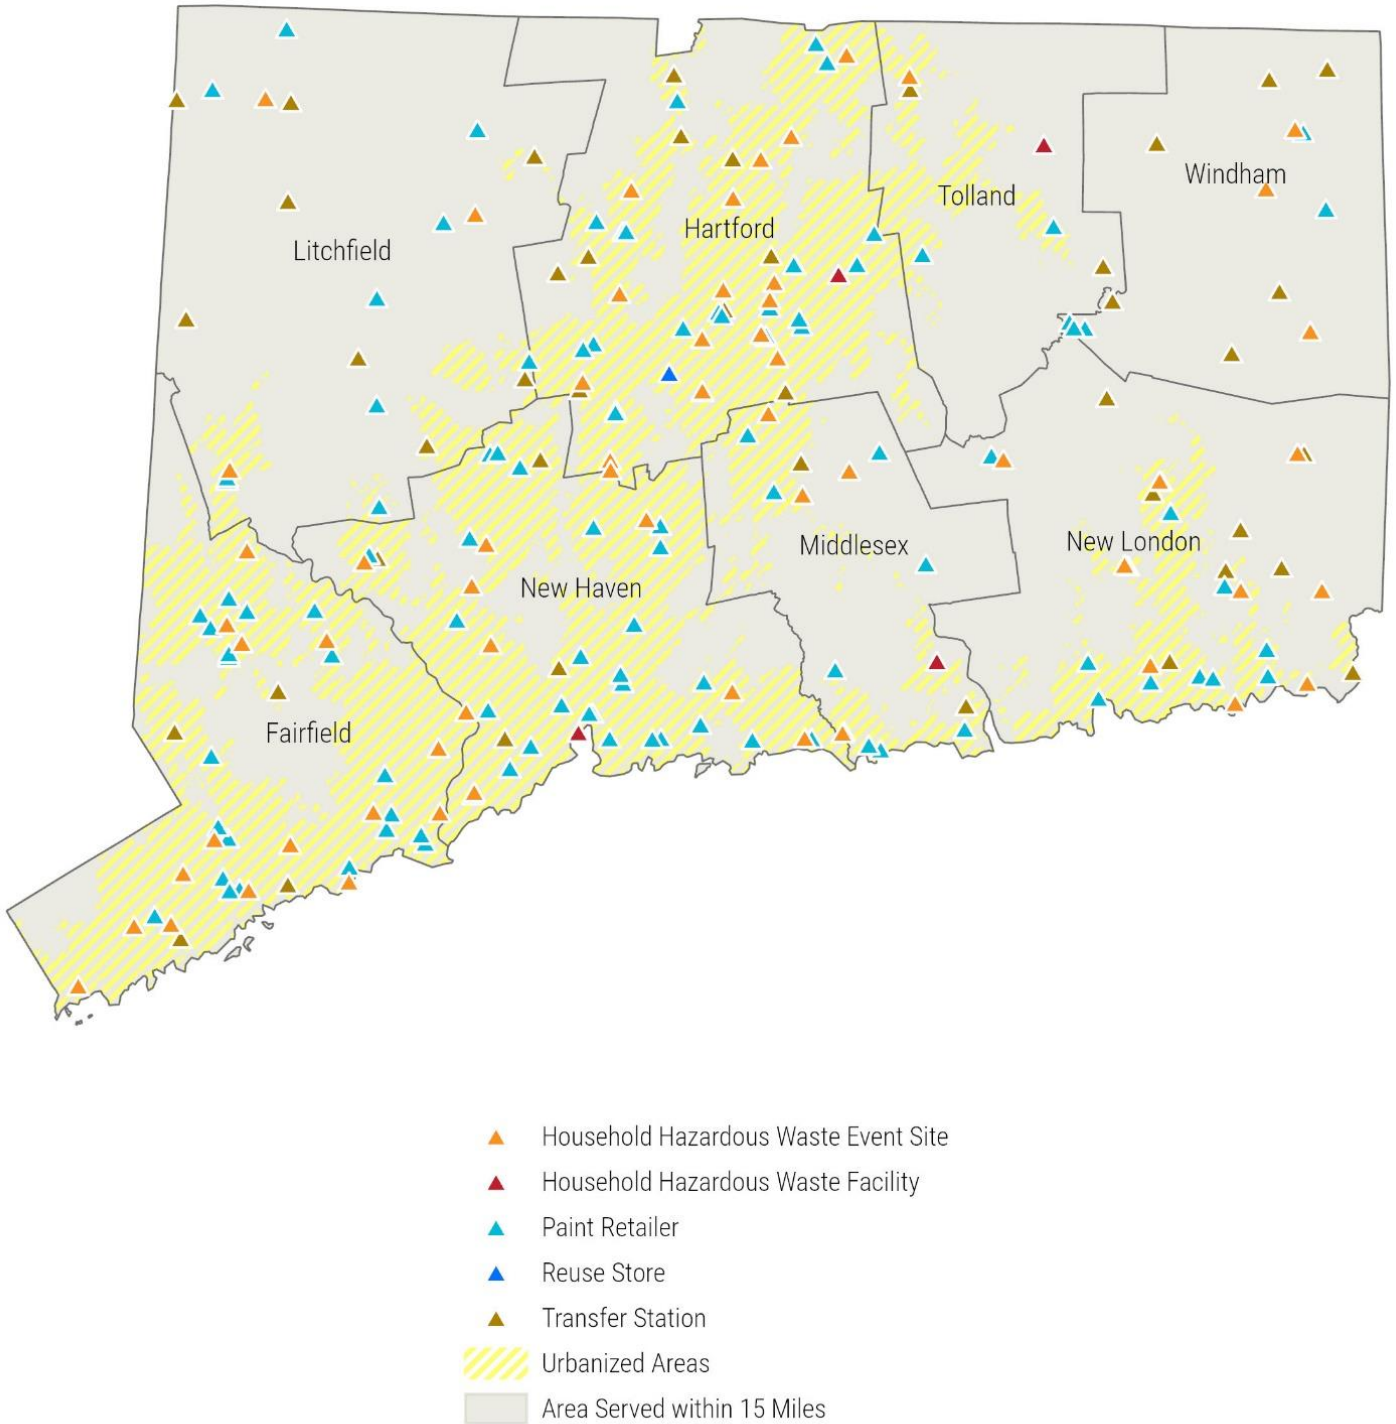 Windham
Tolland
Hartford
Litchfield
New London
Middlesex
New Haven
Fairfield
Household Hazardous Waste Event Site
Household Hazardous Waste Facility
Paint Retailer
Reuse Store
Transfer Station
Urbanized Areas
Area Served within 15 Miles